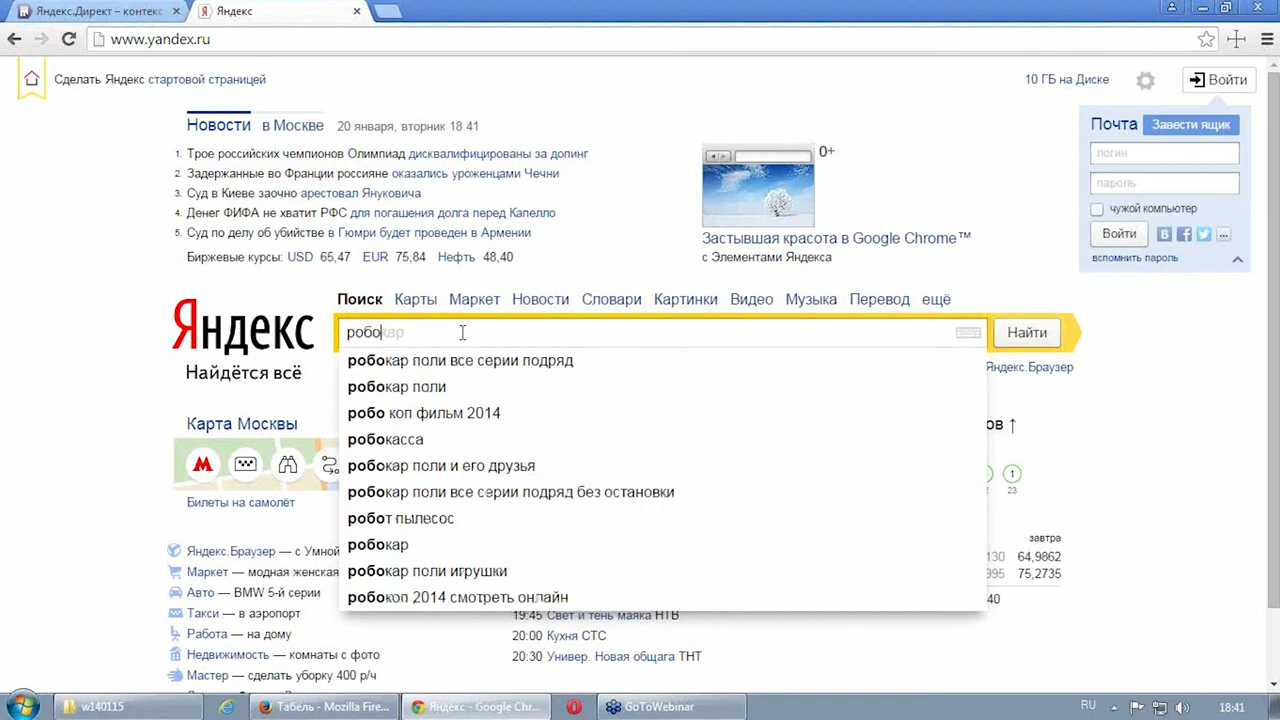 Яндекс.Директ – контекс
Яндекс
www.yandex.ru
Сделать Яндекс стартовой страницей
10 ГБ на Диске
Войти
Новости в Москве 20 января, вторник 18 41
1. Трое российских чемпионов Олимпиад дисквалифицированы за допинг
2. Задержанные во Франции россияне оказались уроженцами Чечни
3. Суд в Киеве заочно арестовал Януковича
4. Денег ФИФА не хватит РФС для погашения долга перед Капелло
5. Суд по делу об убийстве в Гюмри будет проведен в Армении
Биржевые курсы: USD 65,47 EUR 75,84 Нефть 48,40
0+
Застывшая красота в Google Chrome™
с Элементами Яндекса
Почта Завести ящик
логин
пароль
чужой компьютер
Войти
вспомнить пароль
Поиск Карты Маркет Новости Словари Картинки Видео Музыка Перевод ещё
Яндекс
Найдётся всё
робокар
Найти
робокар поли все серии подряд
робокар поли
робо коп фильм 2014
робокасса
робокар поли и его друзья
робокар поли все серии подряд без остановки
робот пылесос
робокар
робокар поли игрушки
робокоп 2014 смотреть онлайн
Яндекс.Браузер
Карта Москвы
ов ↑
1
23
Билеты на самолёт
завтра
130 64,9862
995 75,2735
40
Яндекс.Браузер — с Умной
Маркет — модная женская
Авто — BMW 5-й серии
Такси — в аэропорт
Работа — на дому
Недвижимость — комнаты с фото
Мастер — сделать уборку 400 р/ч
19:45 Свет и тень маяка НТВ
20:00 Кухня СТС
20:30 Универ. Новая общага ТНТ
w140115
Табель - Mozilla Fire...
Яндекс - Google Chr...
GoToWebinar
RU
18:41